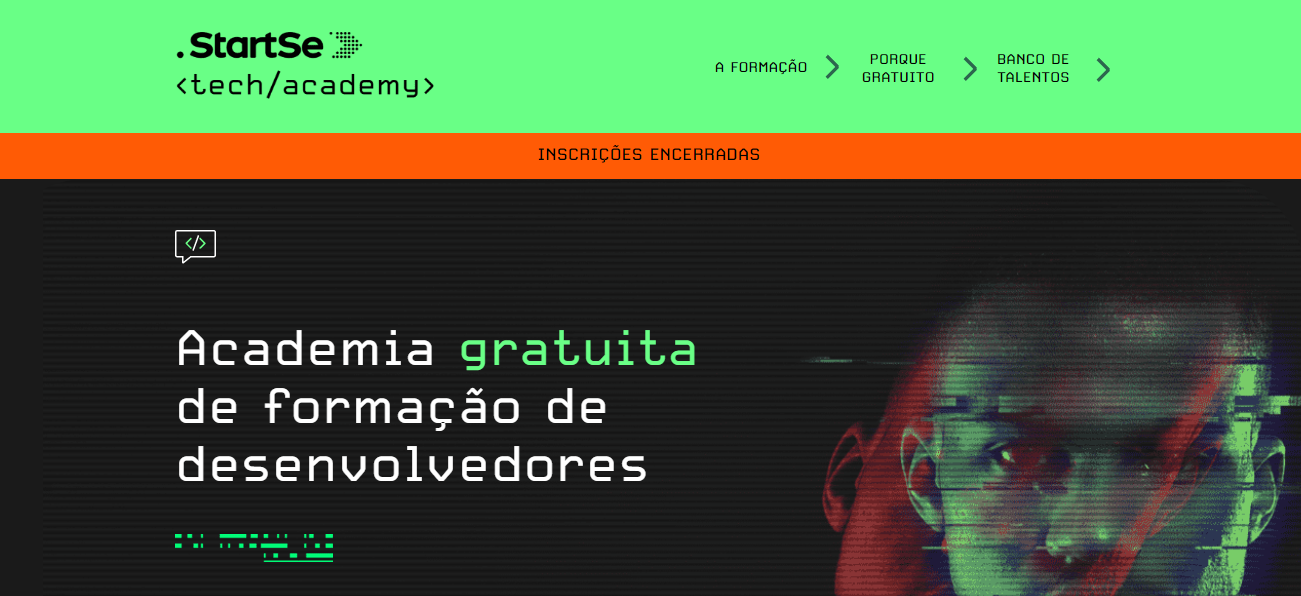 .StartSe
<tech/academy>
A FORMAÇÃO
PORQUE
GRATUITO
BANCO DE
TALENTOS
INSCRIÇÕES ENCERRADAS
</>
Academia gratuita
de formação de
desenvolvedores